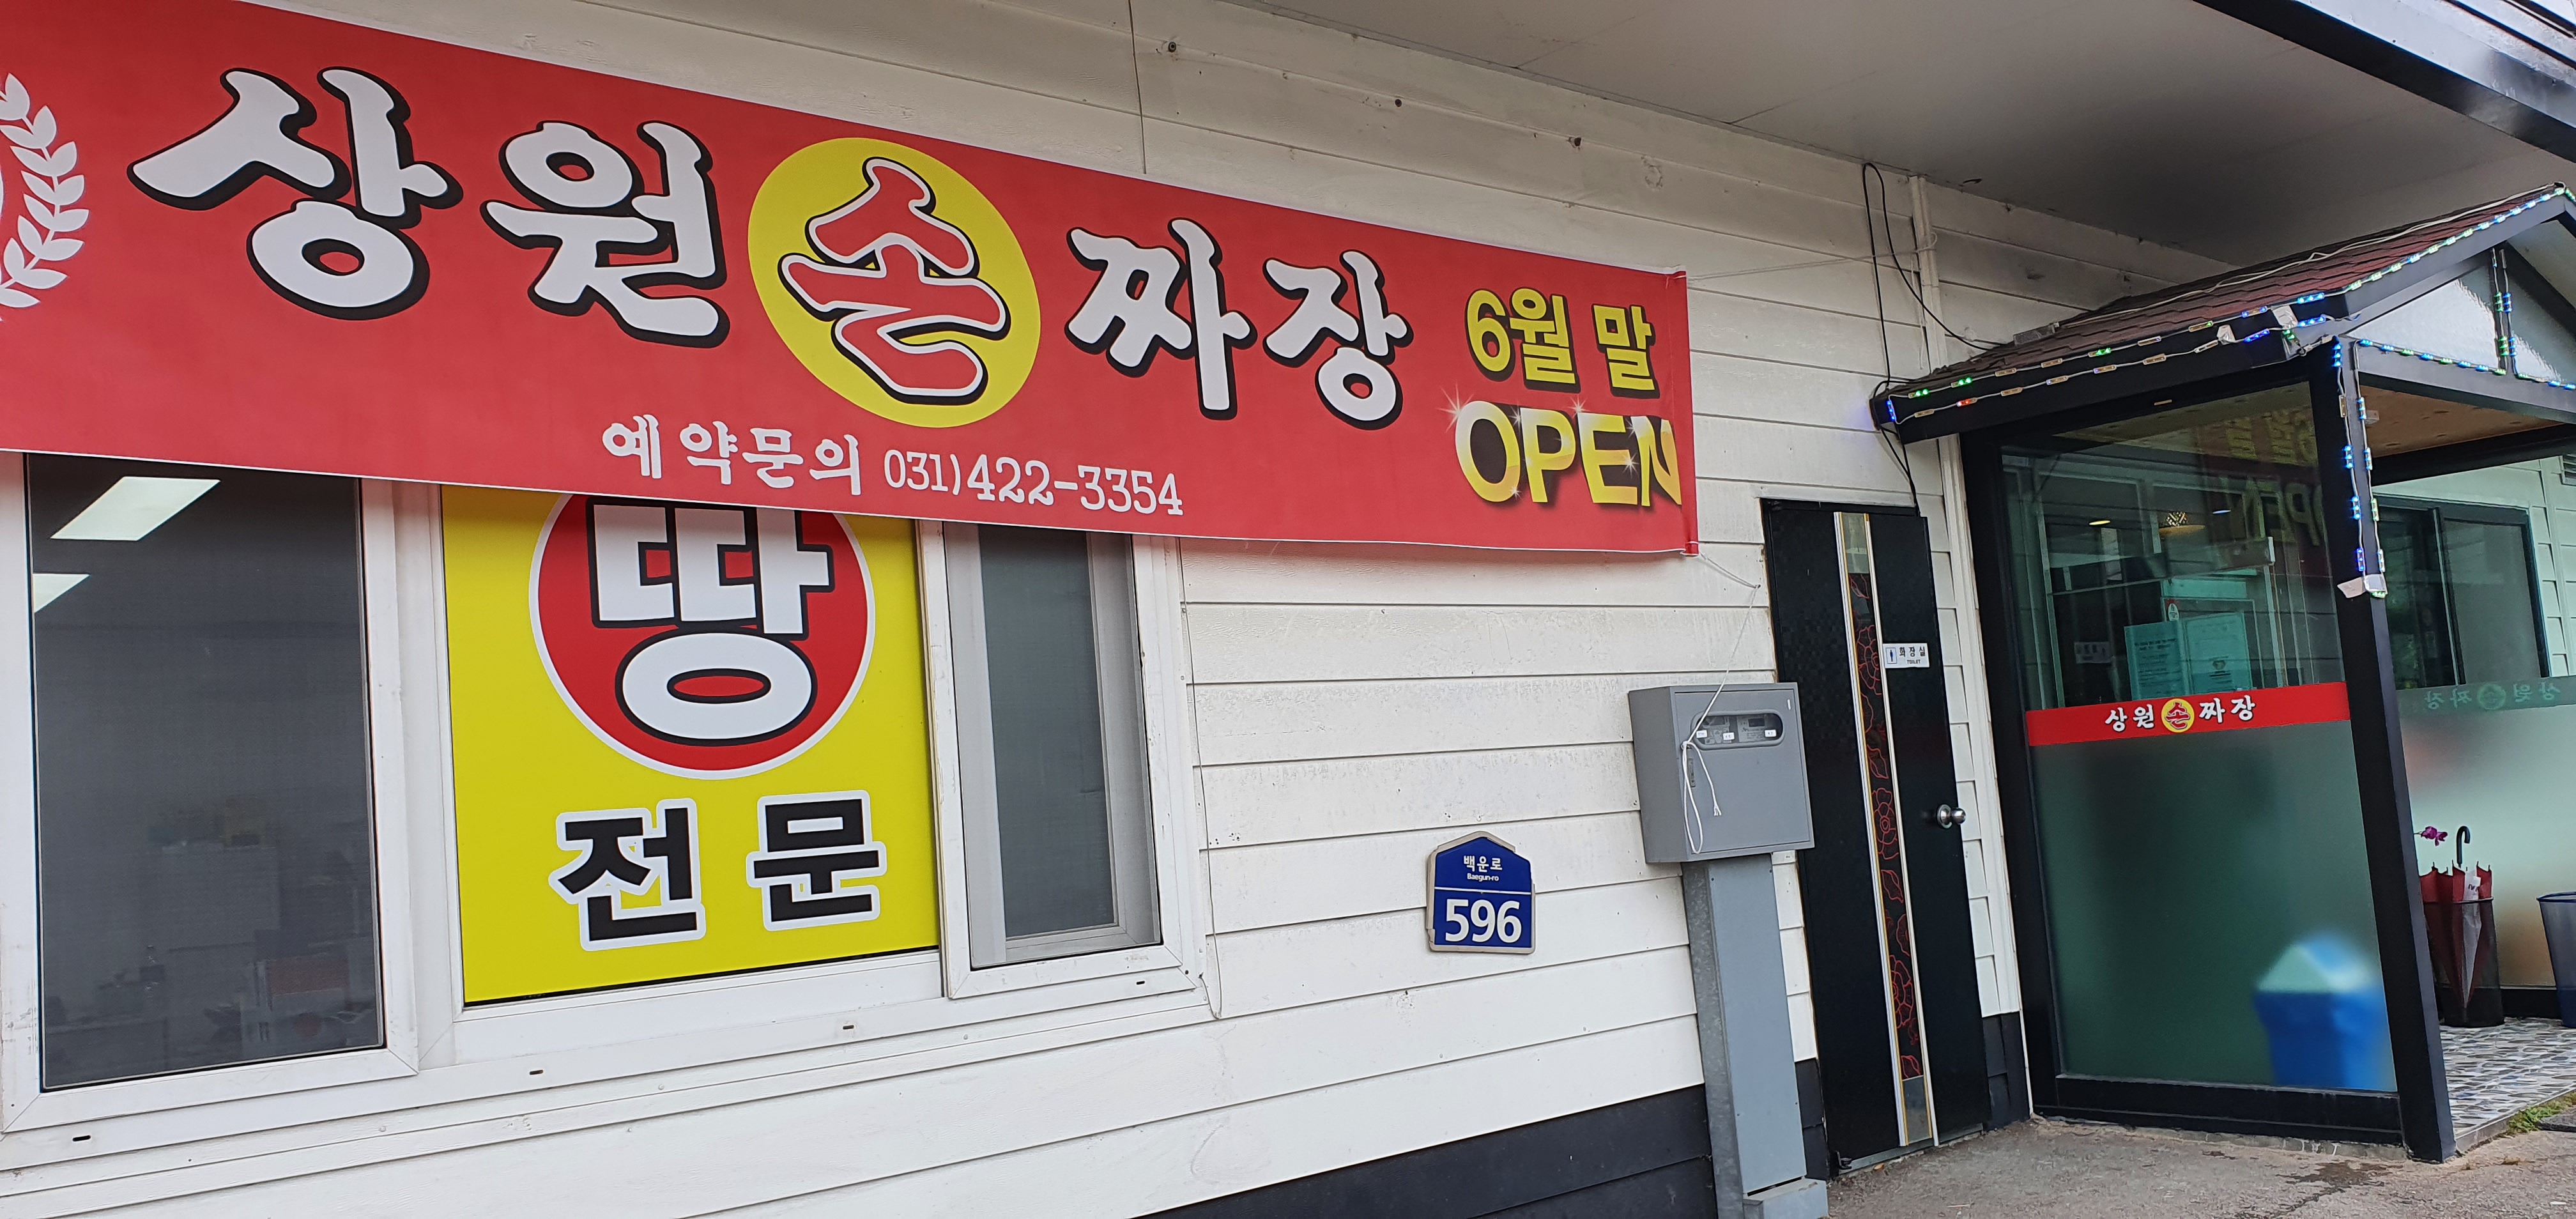 상원손짜장
6월 말
OPEN
예약문의 031)422-3354
땅
전문
백운로
Baegun-ro
596
화장실
TOILET
상원손짜장